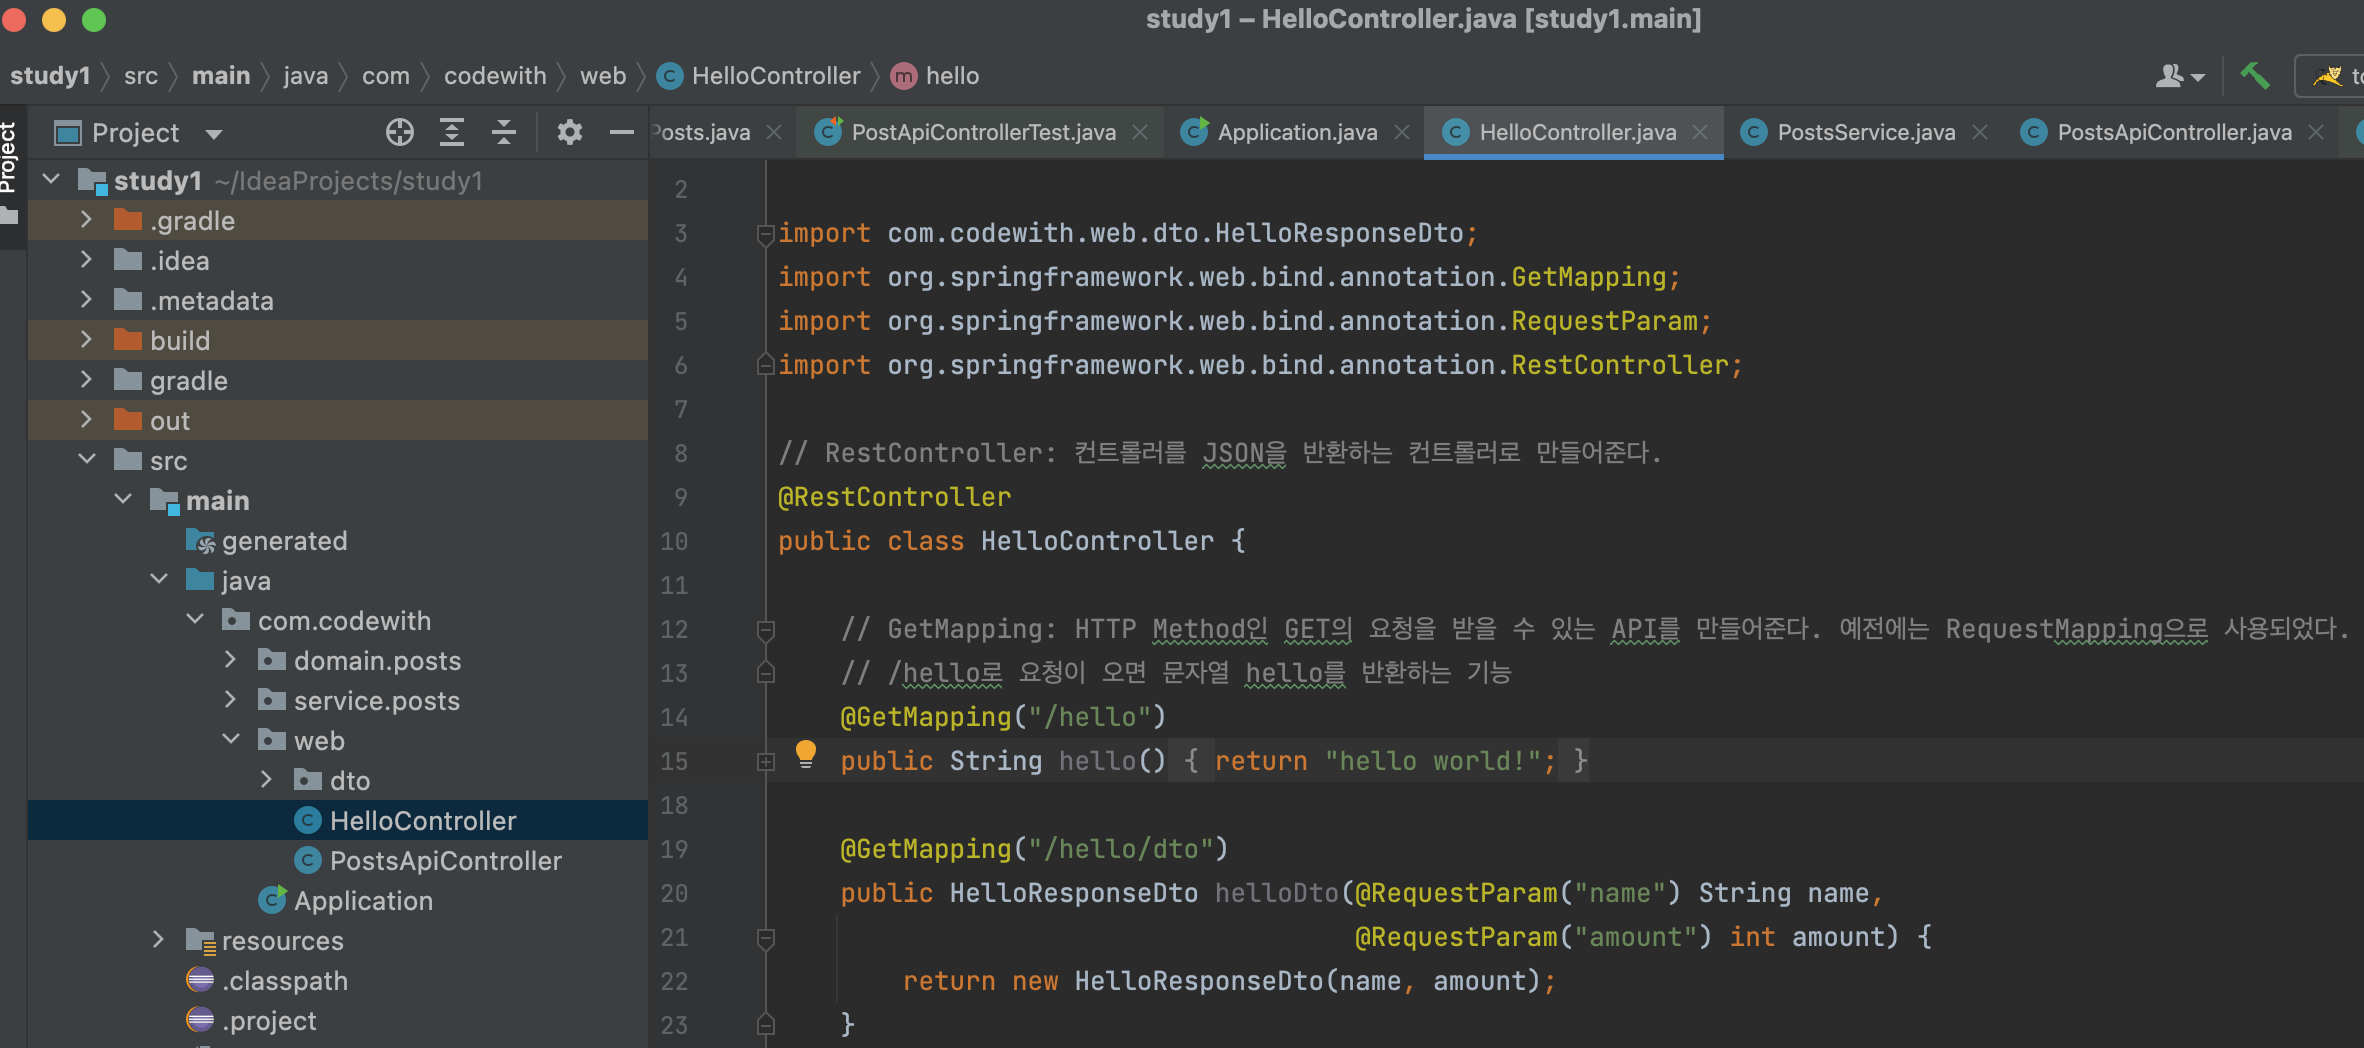 study1 – HelloController.java [study1.main]
study1 src main java com codewith web HelloController hello
Project
Project
Posts.java PostApiControllerTest.java Application.java HelloController.java PostsService.java PostsApiController.java
study1 ~/IdeaProjects/study1
.gradle
.idea
.metadata
build
gradle
out
src
main
generated
java
com.codewith
domain.posts
service.posts
web
dto
HelloController
PostsApiController
Application
resources
.classpath
.project
2
3 import com.codewith.web.dto.HelloResponseDto;
4 import org.springframework.web.bind.annotation.GetMapping;
5 import org.springframework.web.bind.annotation.RequestParam;
6 import org.springframework.web.bind.annotation.RestController;
7
8 // RestController: 컨트롤러를 JSON을 반환하는 컨트롤러로 만들어준다.
9 @RestController
10 public class HelloController {
11
12 // GetMapping: HTTP Method인 GET의 요청을 받을 수 있는 API를 만들어준다. 예전에는 RequestMapping으로 사용되었다.
13 // /hello로 요청이 오면 문자열 hello를 반환하는 기능
14 @GetMapping("/hello")
15 public String hello() { return "hello world!"; }
18
19 @GetMapping("/hello/dto")
20 public HelloResponseDto helloDto(@RequestParam("name") String name,
21 @RequestParam("amount") int amount) {
22 return new HelloResponseDto(name, amount);
23 }